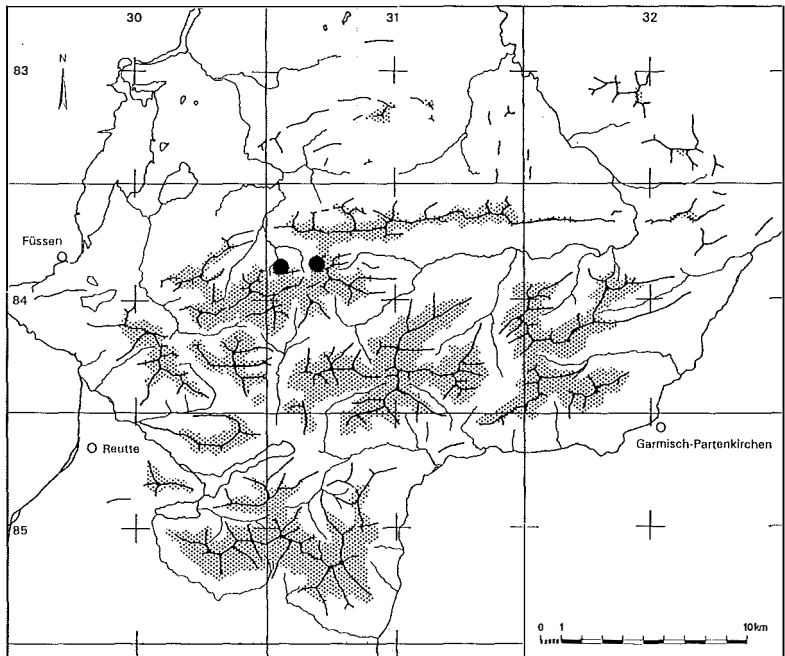 30 31 32
83
N
Füssen
84
Reutte
Garmisch-Partenkirchen
85
0 1 10km